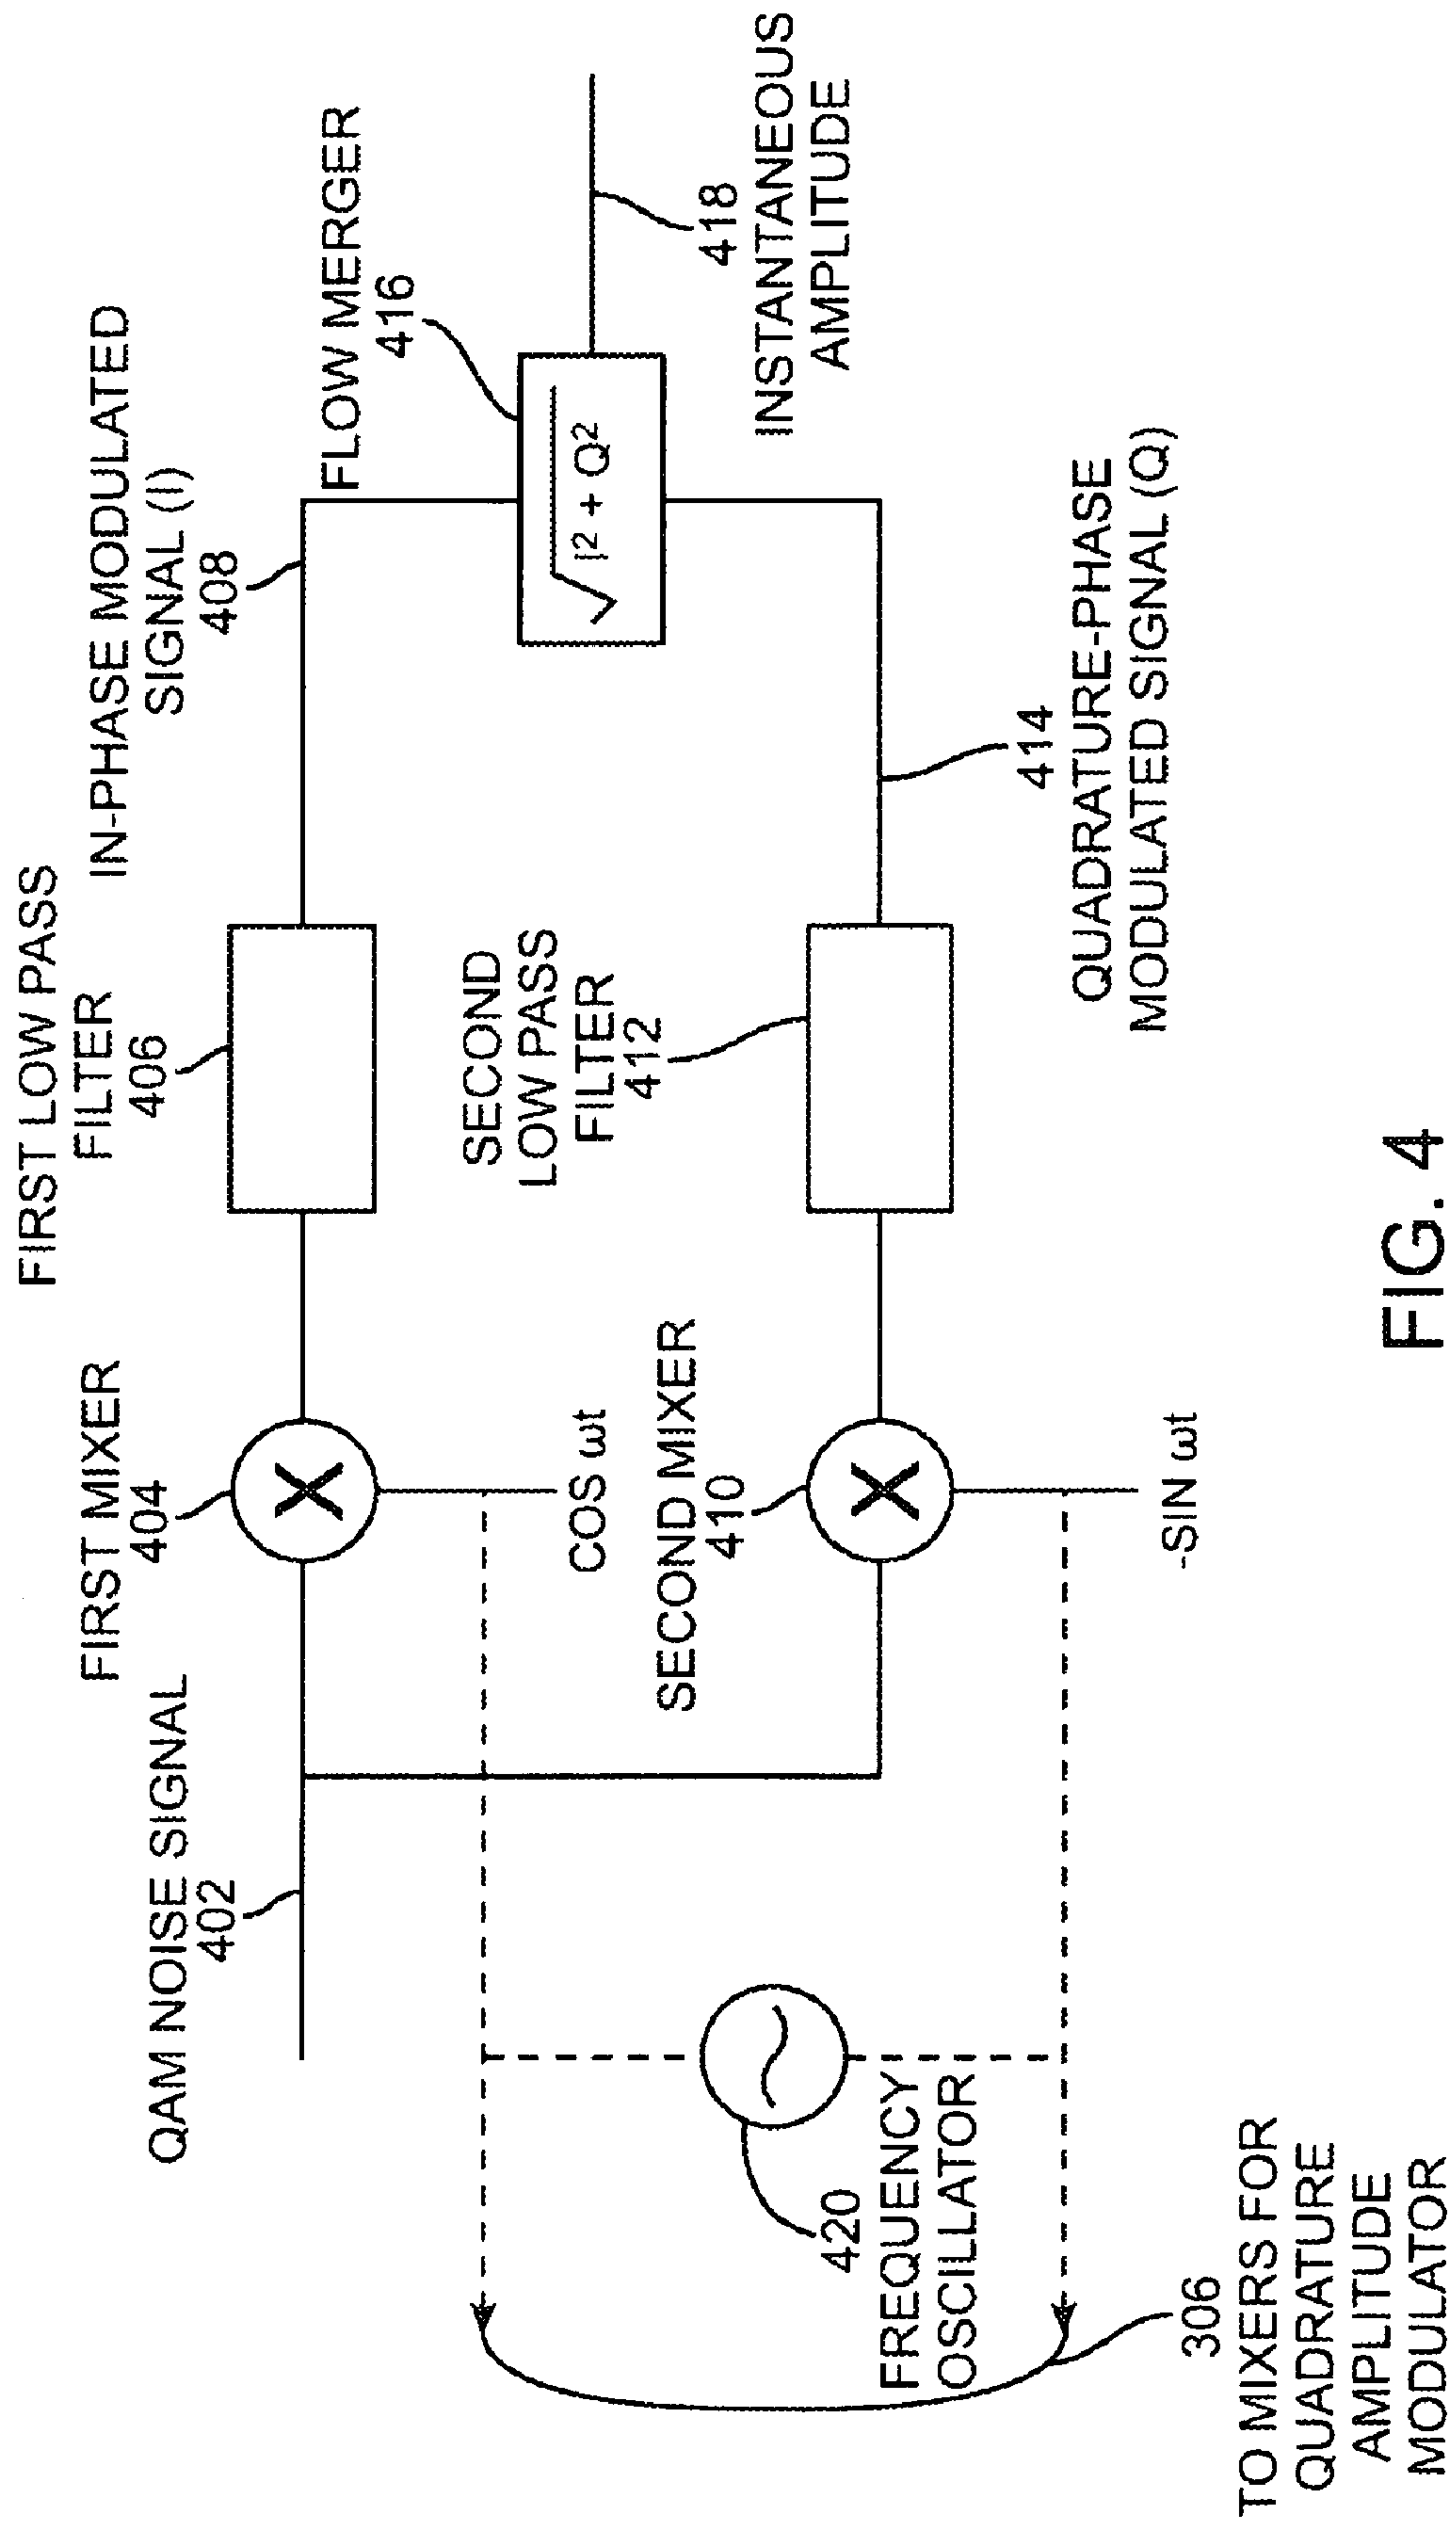 FIRST LOW PASS
FILTER
406
IN-PHASE MODULATED
SIGNAL (I)
408
FIRST MIXER
404
QAM NOISE SIGNAL
402
FLOW MERGER
416
√I² + Q²
418
INSTANTANEOUS
AMPLITUDE
SECOND
LOW PASS
FILTER
412
COS ωt
SECOND MIXER
410
X
X
414
QUADRATURE-PHASE
MODULATED SIGNAL (Q)
-SIN ωt
420
FREQUENCY
OSCILLATOR
306
TO MIXERS FOR
QUADRATURE
AMPLITUDE
MODULATOR
FIG. 4